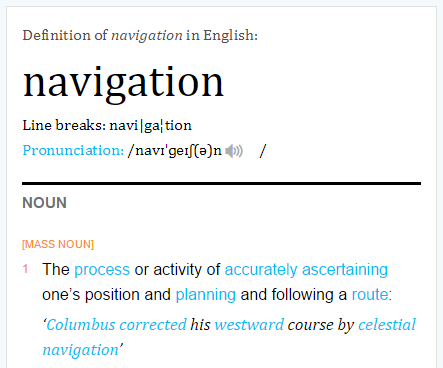 Definition of navigation in English:
navigation
Line breaks: navi|ga¦tion
Pronunciation: /navɪˈɡeɪʃ(ə)n /
NOUN
[MASS NOUN]
1 The process or activity of accurately ascertaining
one’s position and planning and following a route:
‘Columbus corrected his westward course by celestial
navigation’